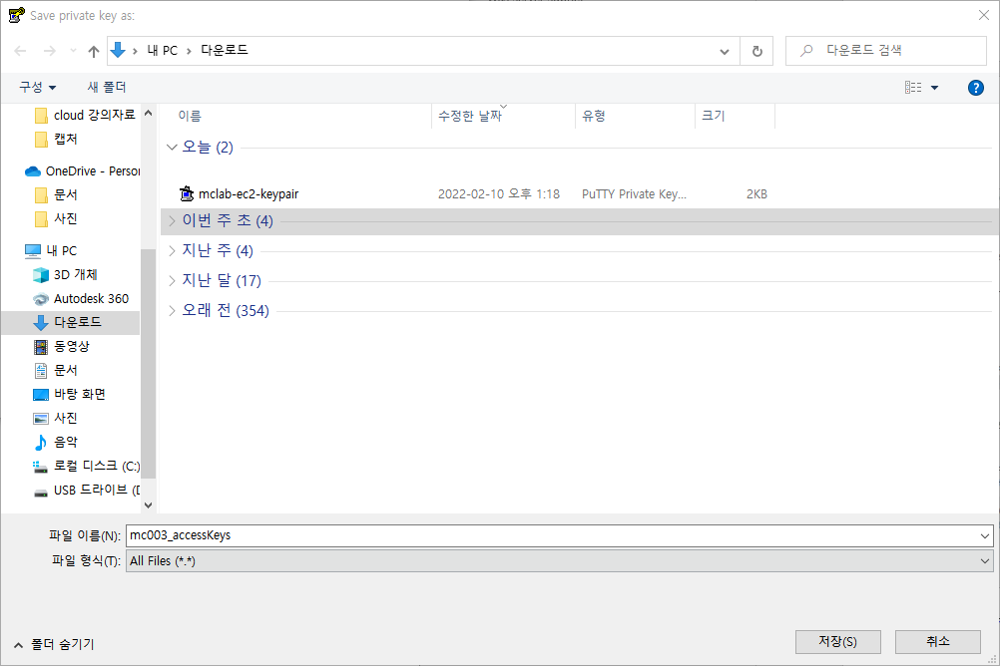 Save private key as:
내 PC > 다운로드
다운로드 검색
구성
새 폴더
?
cloud 강의자료
캡처
OneDrive - Person
문서
사진
내 PC
3D 개체
Autodesk 360
다운로드
동영상
문서
바탕 화면
사진
음악
로컬 디스크 (C:)
USB 드라이브 (D
이름 수정한 날짜 유형 크기
오늘 (2)
mclab-ec2-keypair 2022-02-10 오후 1:18 PuTTY Private Key... 2KB
이번 주 초 (4)
지난 주 (4)
지난 달 (17)
오래 전 (354)
파일 이름(N): mc003_accessKeys
파일 형식(T): All Files (*.*)
폴더 숨기기
저장(S)
취소